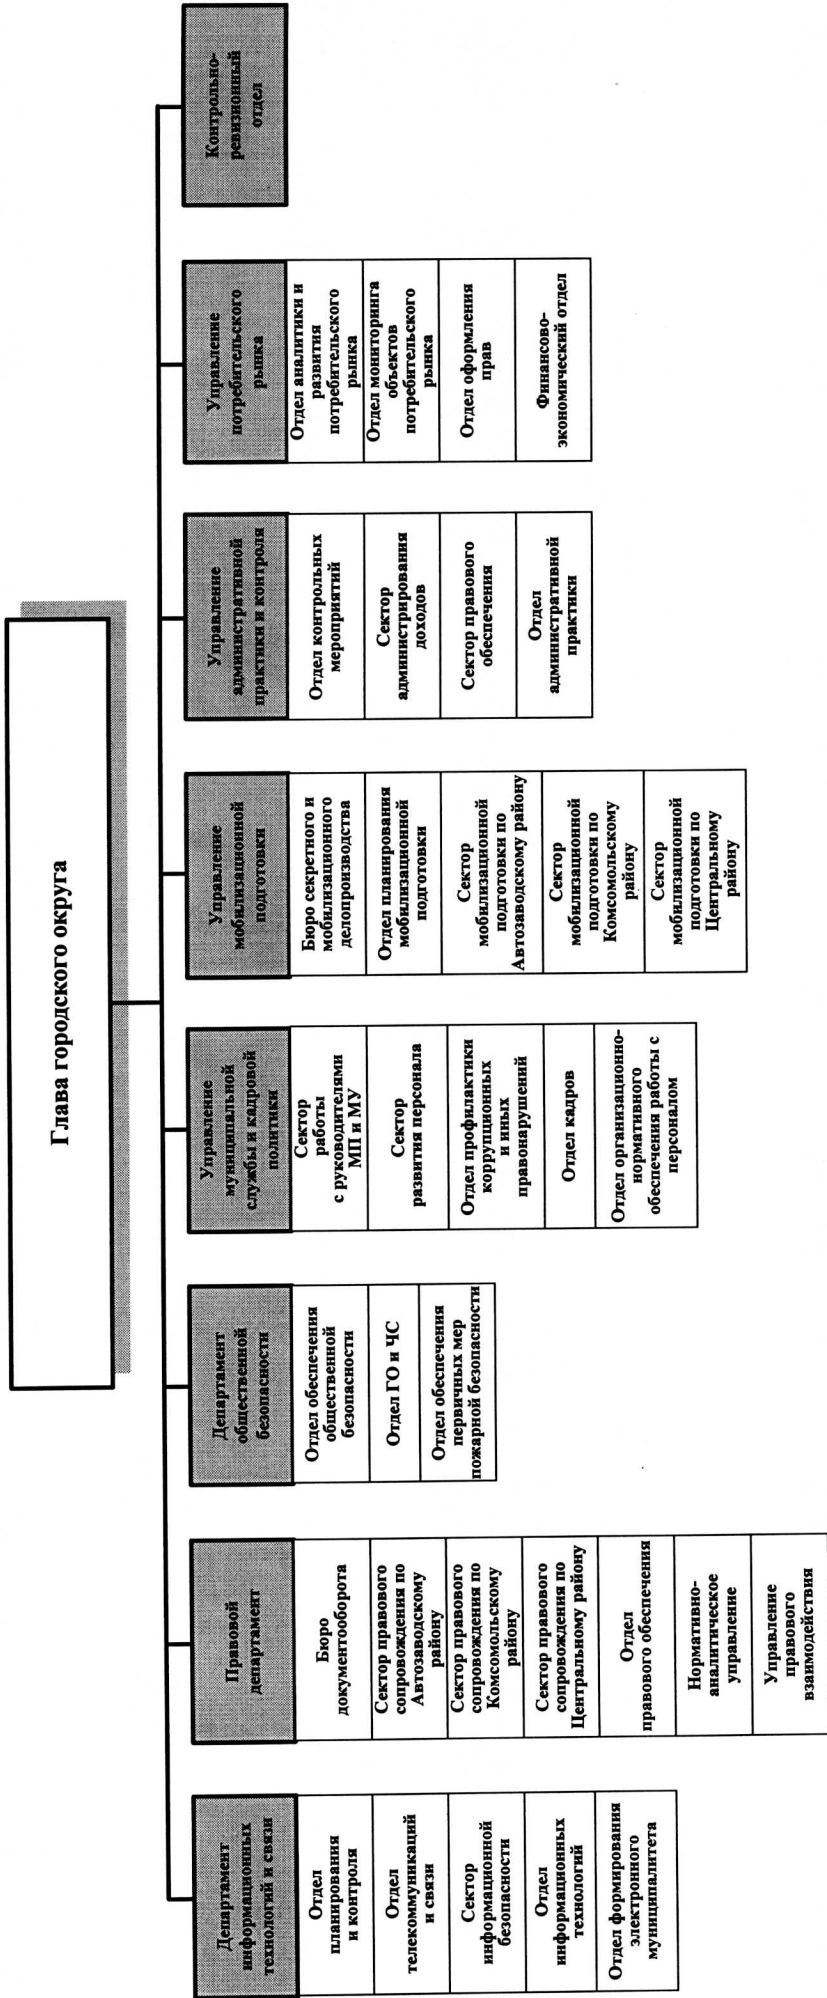 Глава городского округа
Департамент
информационных
технологий и связи
Отдел
планирования
и контроля
Отдел
телекоммуникаций
и связи
Сектор
информационной
безопасности
Отдел
информационных
технологий
Отдел формирования
электронного
муниципалитета
Правовой
департамент
Бюро
документооборота
Сектор правового
сопровождения по
Автозаводскому
району
Сектор правового
сопровождения по
Комсомольскому
району
Сектор правового
сопровождения по
Центральному району
Отдел
правового обеспечения
Нормативно-
аналитическое
управление
Управление
правового
взаимодействия
Департамент
общественной
безопасности
Отдел обеспечения
общественной
безопасности
Отдел ГО и ЧС
Отдел обеспечения
первичных мер
пожарной безопасности
Управление
муниципальной
службы и кадровой
политики
Сектор
работы
с руководителями
МП и МУ
Сектор
развития персонала
Отдел профилактики
коррупционных
и иных
правонарушений
Отдел кадров
Отдел организационно-
нормативного
обеспечения работы с
персоналом
Управление
мобилизационной
подготовки
Бюро секретного и
мобилизационного
делопроизводства
Отдел планирования
мобилизационной
подготовки
Сектор
мобилизационной
подготовки по
Автозаводскому району
Сектор
мобилизационной
подготовки по
Комсомольскому
району
Сектор
мобилизационной
подготовки по
Центральному
району
Управление
административной
практики и контроля
Отдел контрольных
мероприятий
Сектор
администрирования
доходов
Сектор правового
обеспечения
Отдел
административной
практики
Управление
потребительского
рынка
Отдел аналитики и
развития
потребительского
рынка
Отдел мониторинга
объектов
потребительского
рынка
Отдел оформления
прав
Финансово-
экономический отдел
Контрольно-
ревизионный
отдел